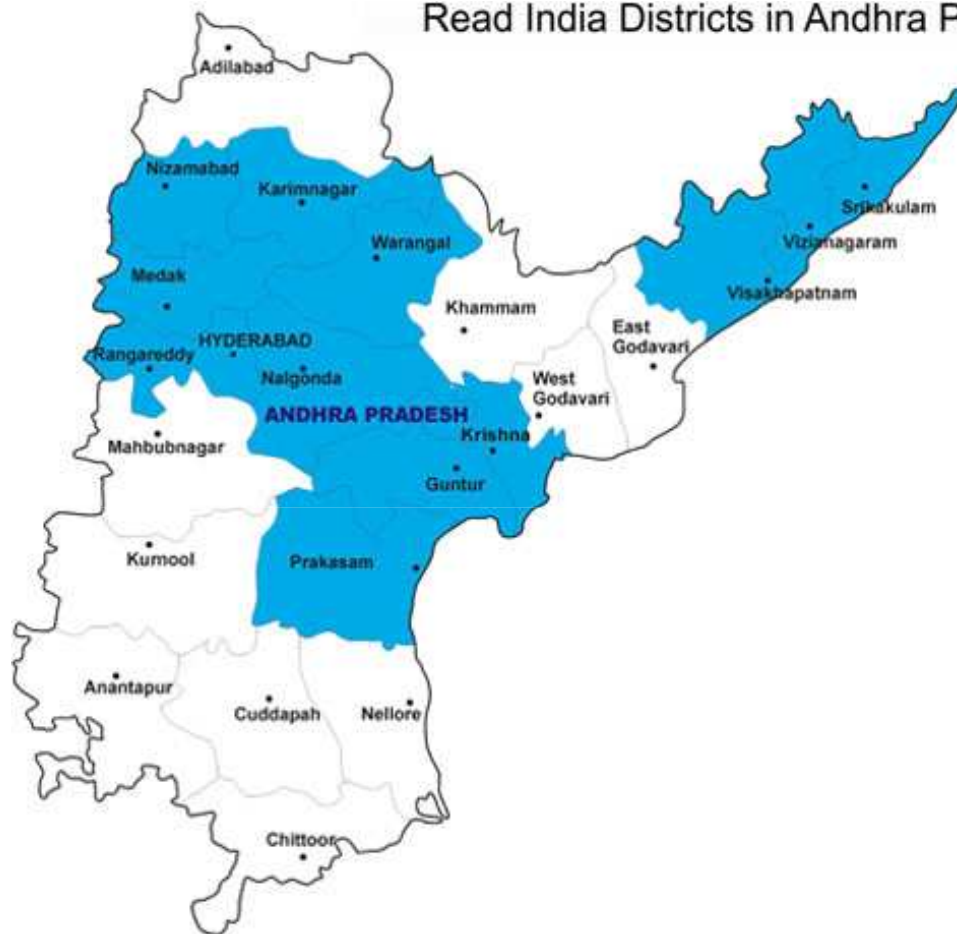 Read India Districts in Andhra P
Adilabad
Nizamabad
Karimnagar
Srikakulam
Warangal
Vizianagaram
Medak
Visakhapatnam
Khammam
East
Godavari
HYDERABAD
Rangareddy
Nalgonda
West
Godavari
ANDHRA PRADESH
Krishna
Mahbubnagar
Guntur
Kurnool
Prakasam
Anantapur
Cuddapah
Nellore
Chittoor